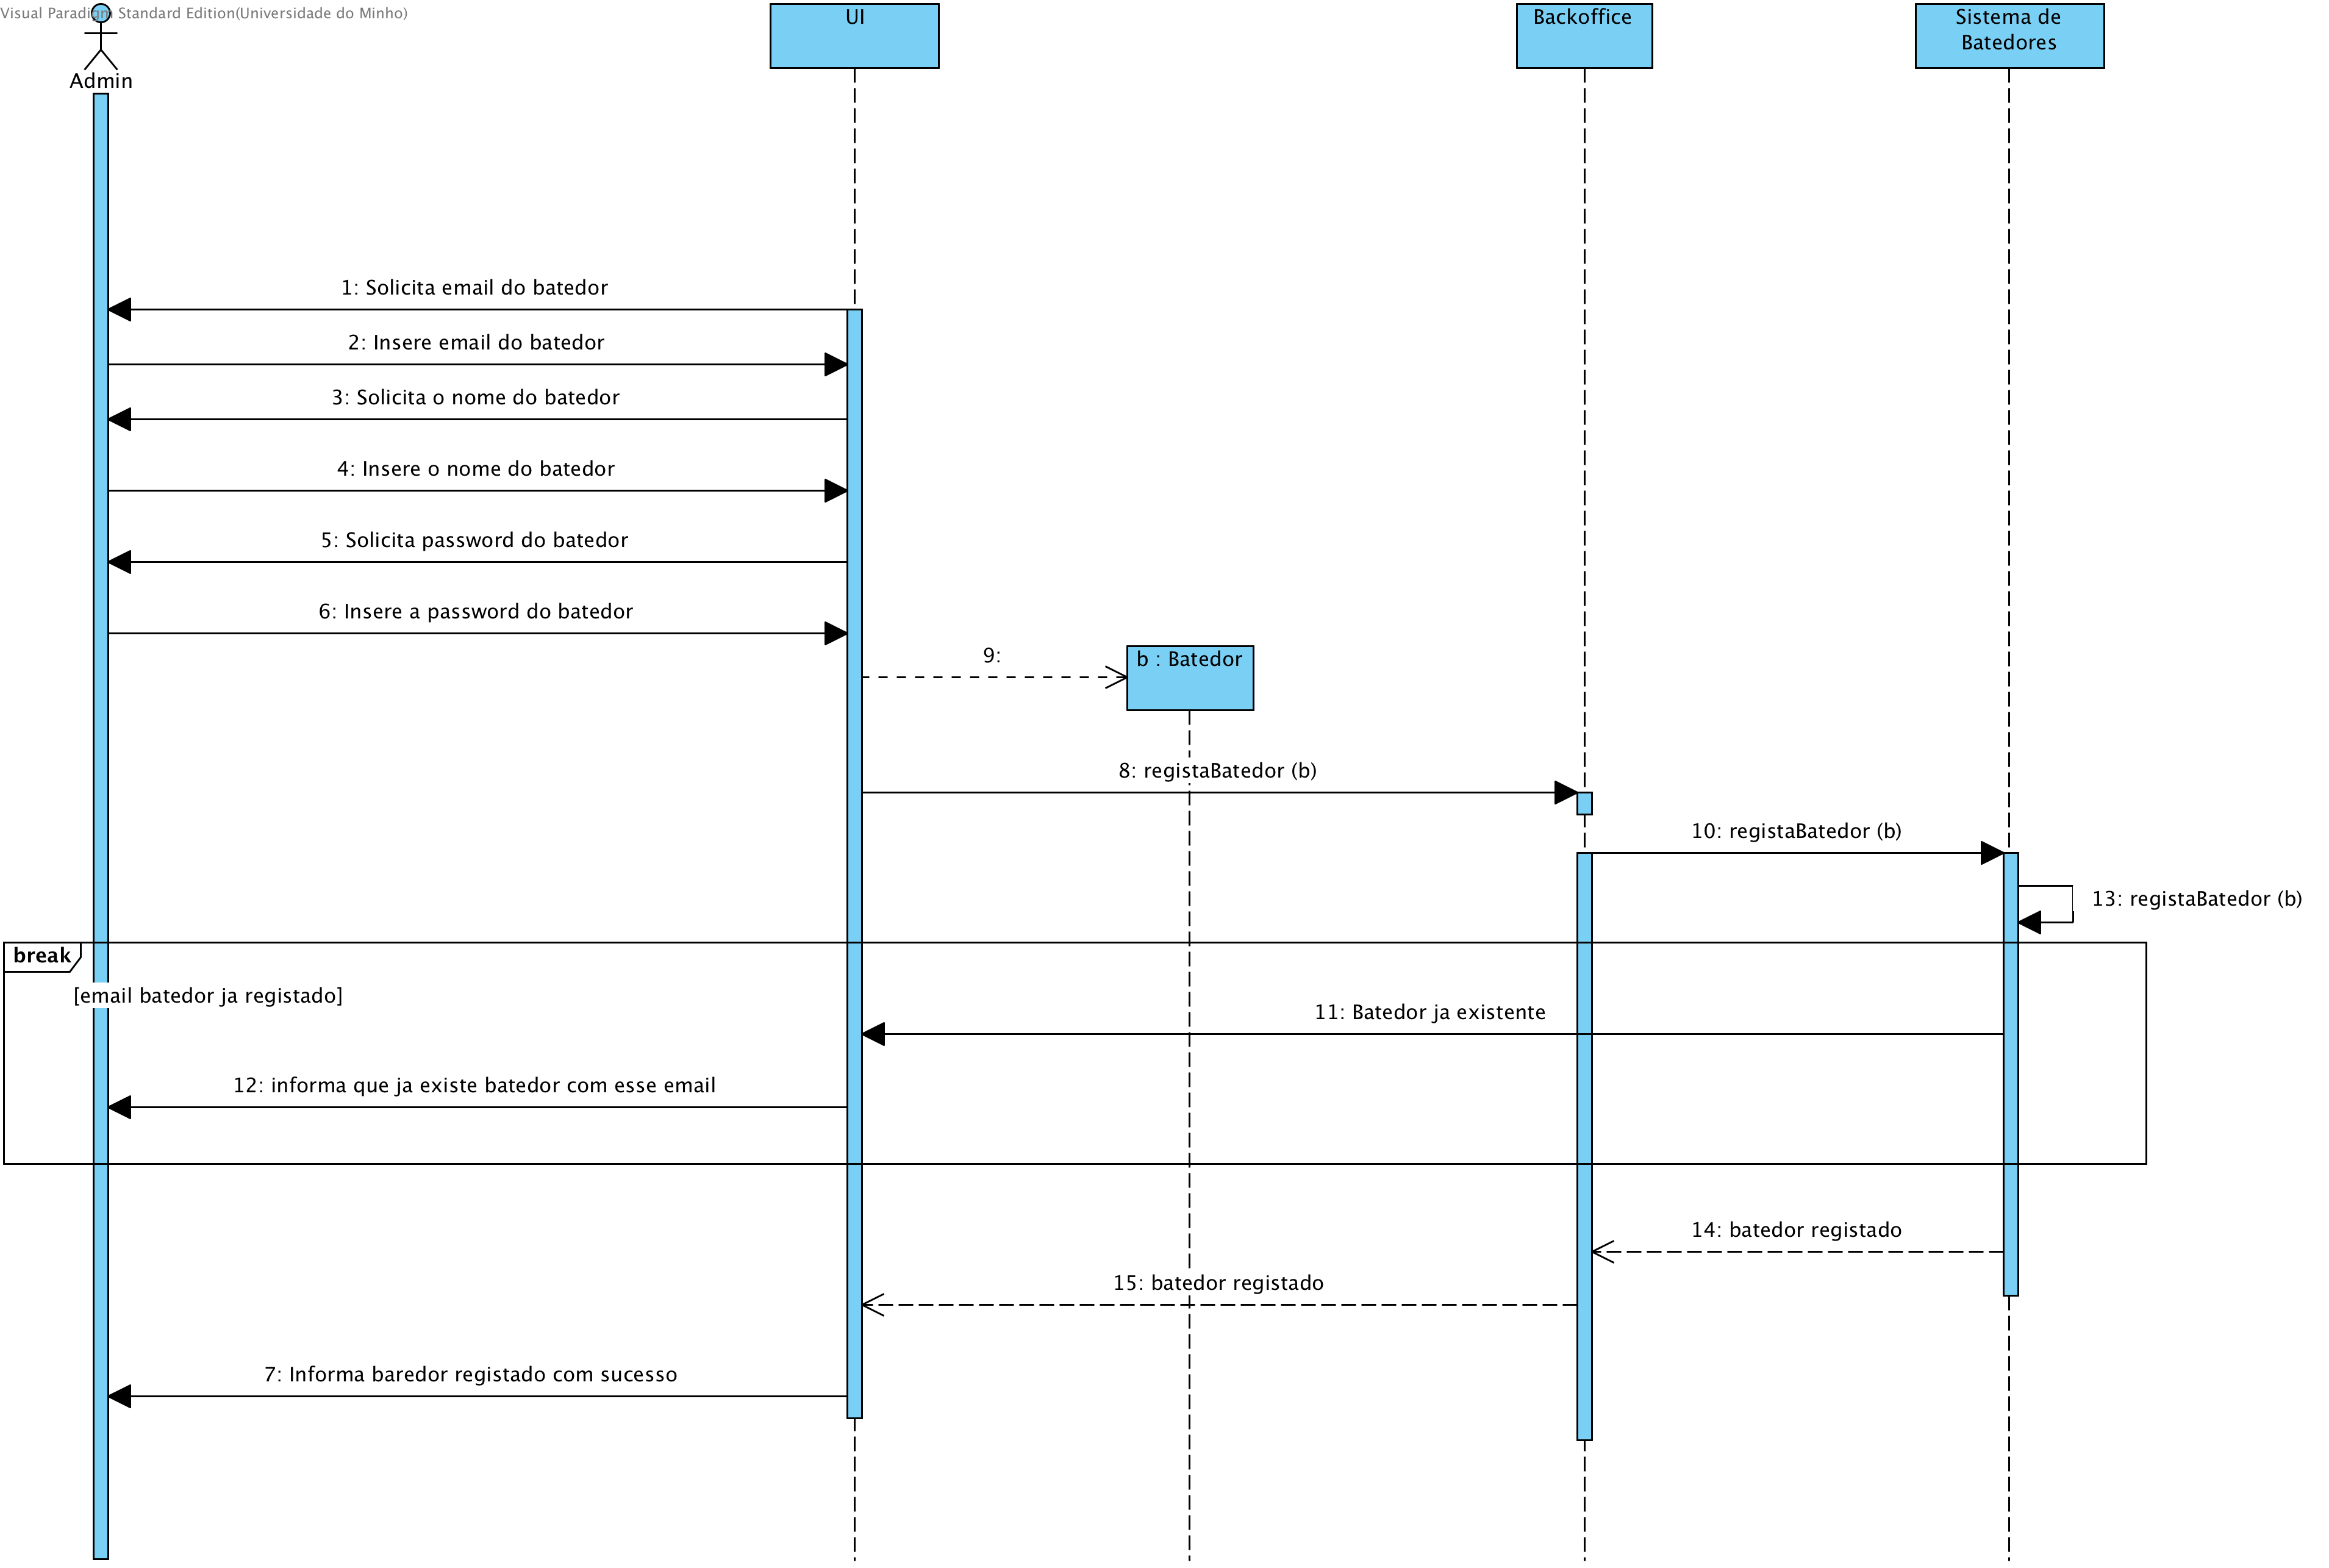 Visual Paradigm Standard Edition(Universidade do Minho)
Admin
UI
Backoffice
Sistema de
Batedores
1: Solicita email do batedor
2: Insere email do batedor
3: Solicita o nome do batedor
4: Insere o nome do batedor
5: Solicita password do batedor
6: Insere a password do batedor
9:
b : Batedor
8: registaBatedor (b)
10: registaBatedor (b)
13: registaBatedor (b)
break
[email batedor ja registado]
11: Batedor ja existente
12: informa que ja existe batedor com esse email
14: batedor registado
15: batedor registado
7: Informa baredor registado com sucesso